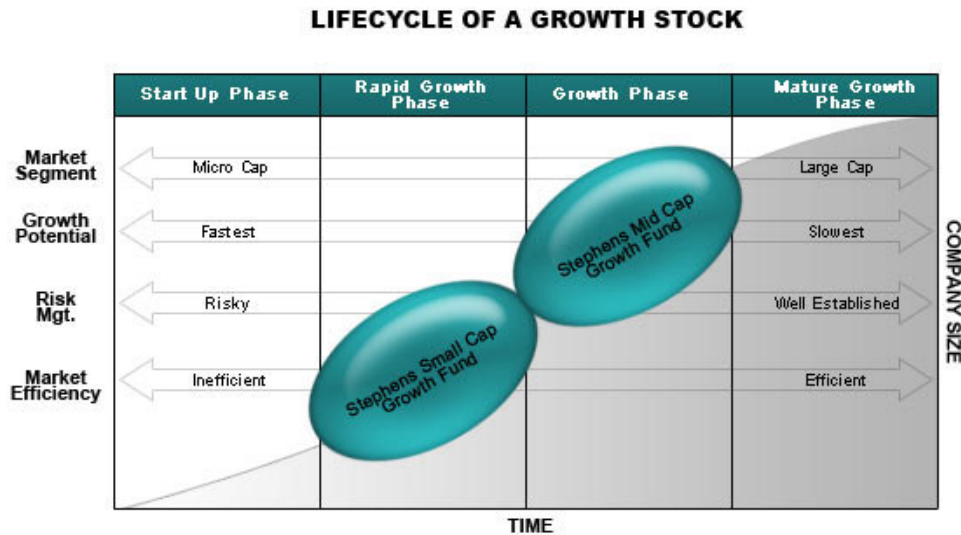 LIFECYCLE OF A GROWTH STOCK
Start Up Phase
Rapid Growth
Phase
Growth Phase
Mature Growth
Phase
Market
Segment
Micro Cap
Large Cap
Growth
Potential
Fastest
Slowest
Risk
Mgt.
Risky
Well Established
Market
Efficiency
Inefficient
Efficient
Stephens Small Cap
Growth Fund
Stephens Mid Cap
Growth Fund
COMPANY SIZE
TIME